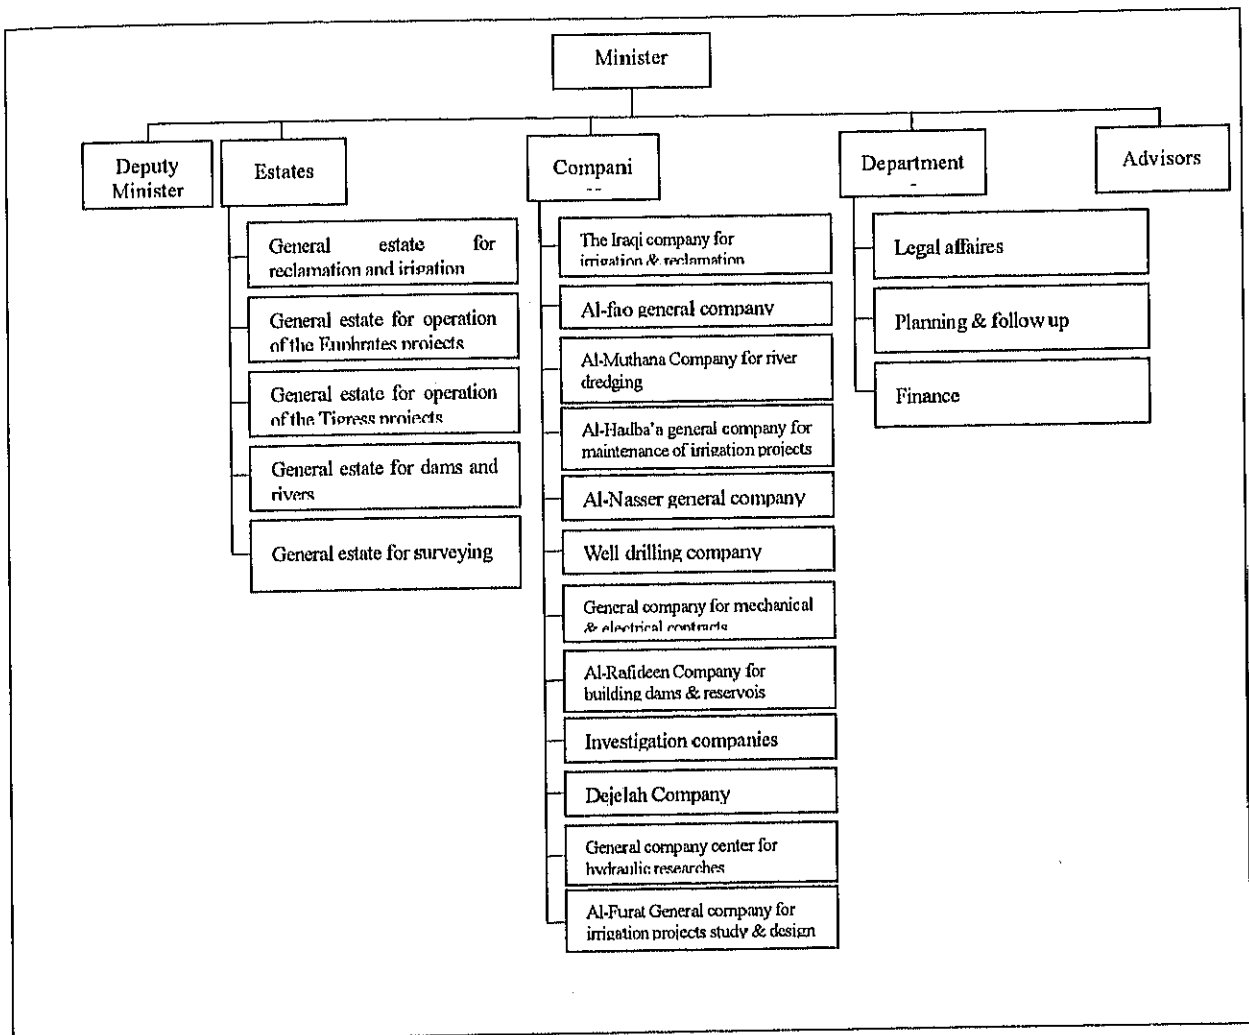 Minister
Deputy
Minister
Estates
Compani
Department
Advisors
General estate for
reclamation and irigation
General estate for operation
of the Euphrates projects
General estate for operation
of the Tigress projects
General estate for dams and
rivers
General estate for surveying
The Iraqi company for
irrigation & reclamation
Al-fao general company
Al-Muthana Company for river
dredging
Al-Hadba'a general company for
maintenance of irrigation projects
Al-Nasser general company
Well drilling company
General company for mechanical
& electrical contracts
Al-Rafideen Company for
building dams & reservois
Investigation companies
Dejelah Company
General company center for
hydraulic researches
Al-Furat General company for
irrigation projects study & design
Legal affaires
Planning & follow up
Finance